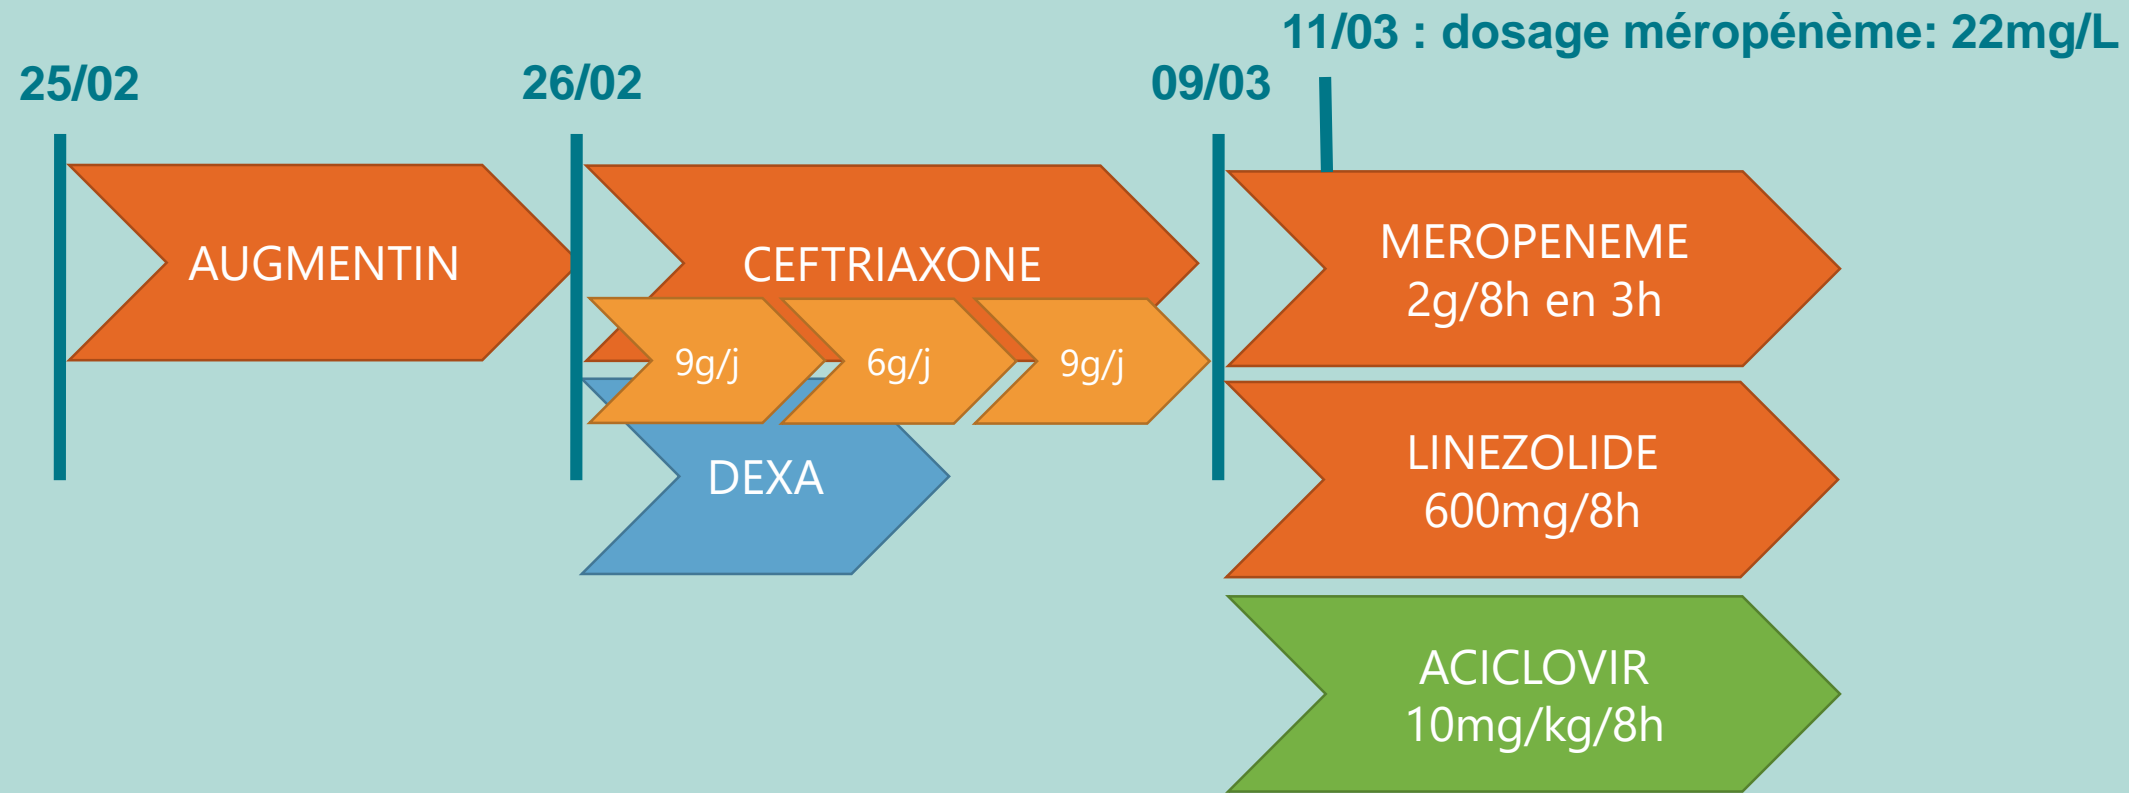 11/03 : dosage méropénème: 22mg/L
25/02
26/02
09/03
AUGMENTIN
CEFTRIAXONE
9g/j
6g/j
9g/j
DEXA
MEROPENEME
2g/8h en 3h
LINEZOLIDE
600mg/8h
ACICLOVIR
10mg/kg/8h